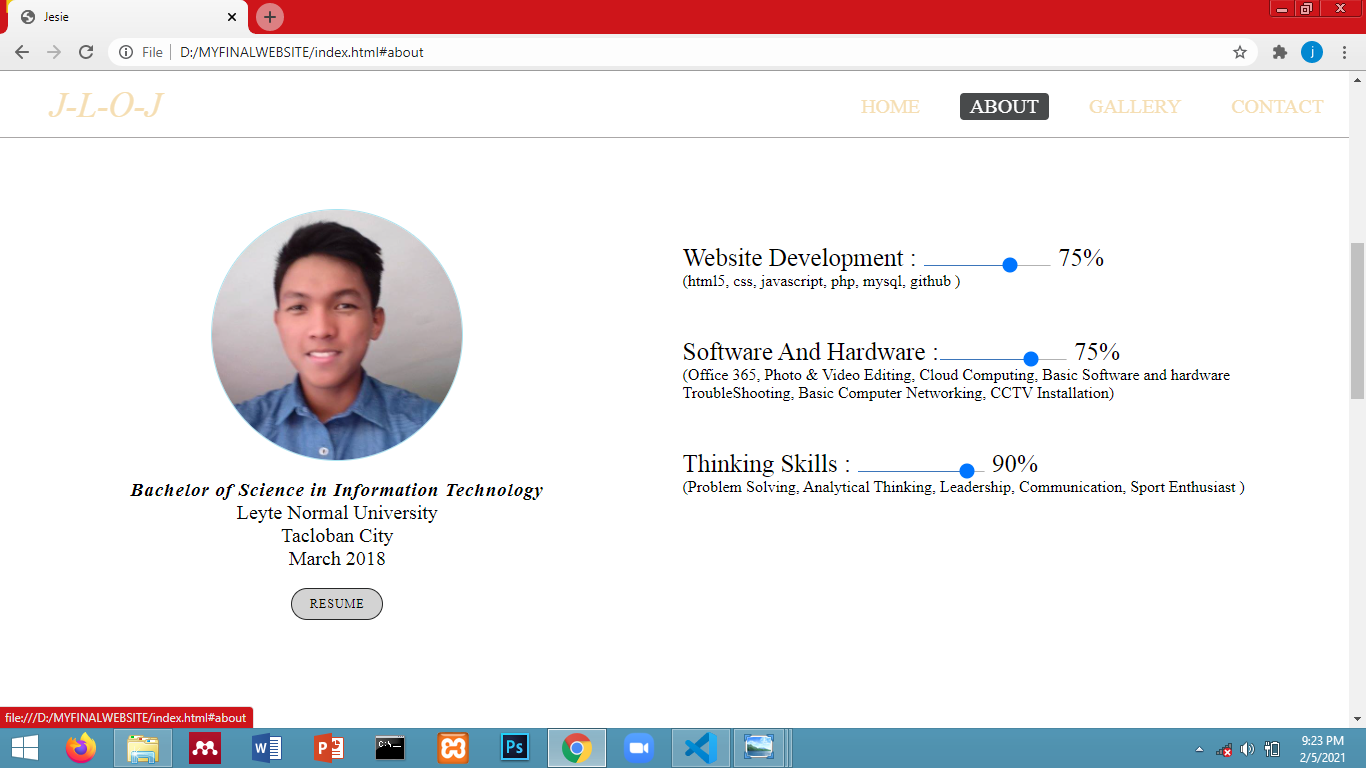 Jesie
File
D:/MYFINALWEBSITE/index.html#about
j
J-L-O-J
HOME
ABOUT
GALLERY
CONTACT
Bachelor of Science in Information Technology
Leyte Normal University
Tacloban City
March 2018
RESUME
Website Development : 75%
(html5, css, javascript, php, mysql, github )
Software And Hardware : 75%
(Office 365, Photo & Video Editing, Cloud Computing, Basic Software and hardware
TroubleShooting, Basic Computer Networking, CCTV Installation)
Thinking Skills : 90%
(Problem Solving, Analytical Thinking, Leadership, Communication, Sport Enthusiast )
file:///D:/MYFINALWEBSITE/index.html#about
C:\_
Ps
9:23 PM
2/5/2021